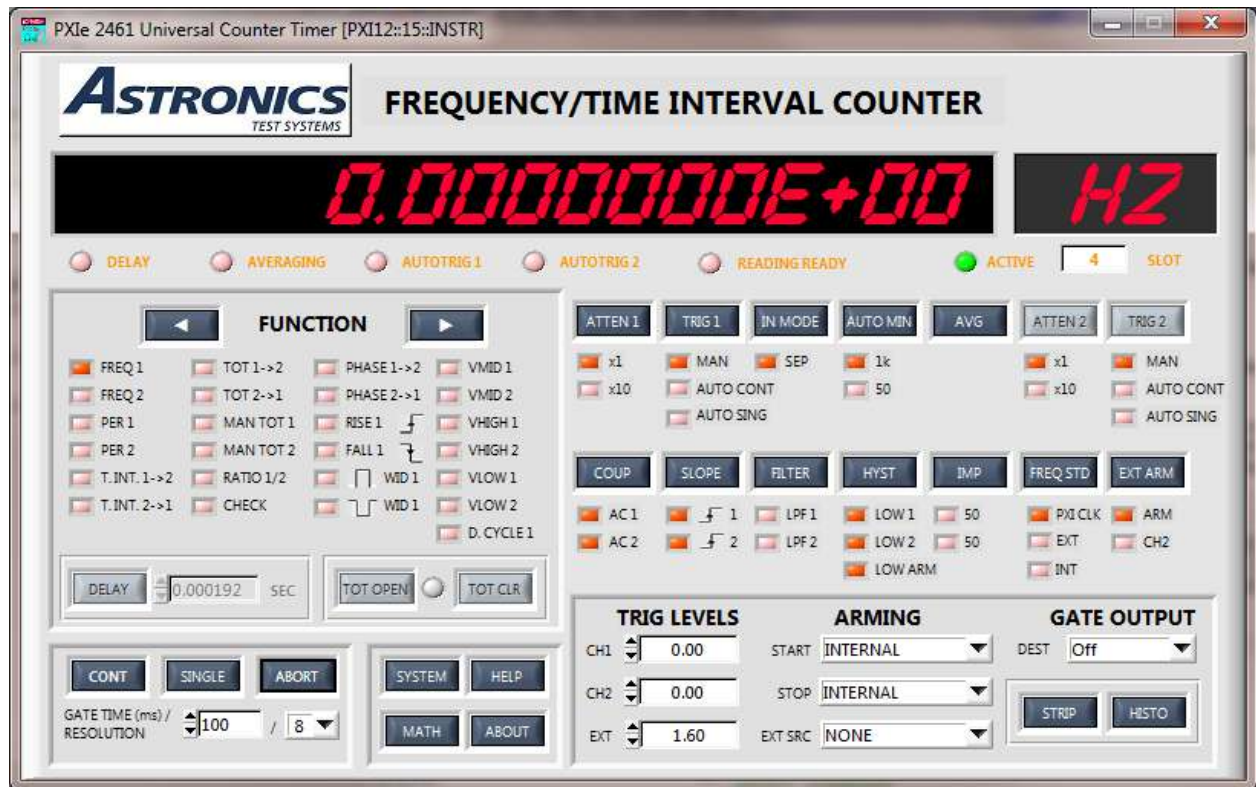 PXIe 2461 Universal Counter Timer [PXI12::15::INSTR]
ASTRONICS
TEST SYSTEMS
FREQUENCY/TIME INTERVAL COUNTER
0.0000000E+00 HZ
DELAY AVERAGING AUTOTRIG 1 AUTOTRIG 2 READING READY ACTIVE 4 SLOT
FUNCTION
FREQ 1 TOT 1->2 PHASE 1->2 VMID 1
FREQ 2 TOT 2->1 PHASE 2->1 VMID 2
PER 1 MAN TOT 1 RISE 1 VHIGH 1
PER 2 MAN TOT 2 FALL 1 VHIGH 2
T. INT. 1->2 RATIO 1/2 WID 1 VLOW 1
T. INT. 2->1 CHECK WID 1 VLOW 2
D. CYCLE 1
DELAY 0.000192 SEC TOT OPEN TOT CLR
ATTEN 1 TRIG 1 IN MODE AUTO MIN AVG ATTEN 2 TRIG 2
x1 MAN SEP 1k x1 MAN
x10 AUTO CONT 50 x10 AUTO CONT
AUTO SING AUTO SING
COUP SLOPE FILTER HYST IMP FREQ STD EXT ARM
AC 1 1 LPF 1 LOW 1 50 PXI CLK ARM
AC 2 2 LPF 2 LOW 2 50 EXT CH2
LOW ARM INT
CONT SINGLE ABORT
GATE TIME (ms) /
RESOLUTION 100 / 8
SYSTEM HELP
MATH ABOUT
TRIG LEVELS ARMING GATE OUTPUT
CH1 0.00 START INTERNAL DEST Off
CH2 0.00 STOP INTERNAL
EXT 1.60 EXT SRC NONE
STRIP HISTO